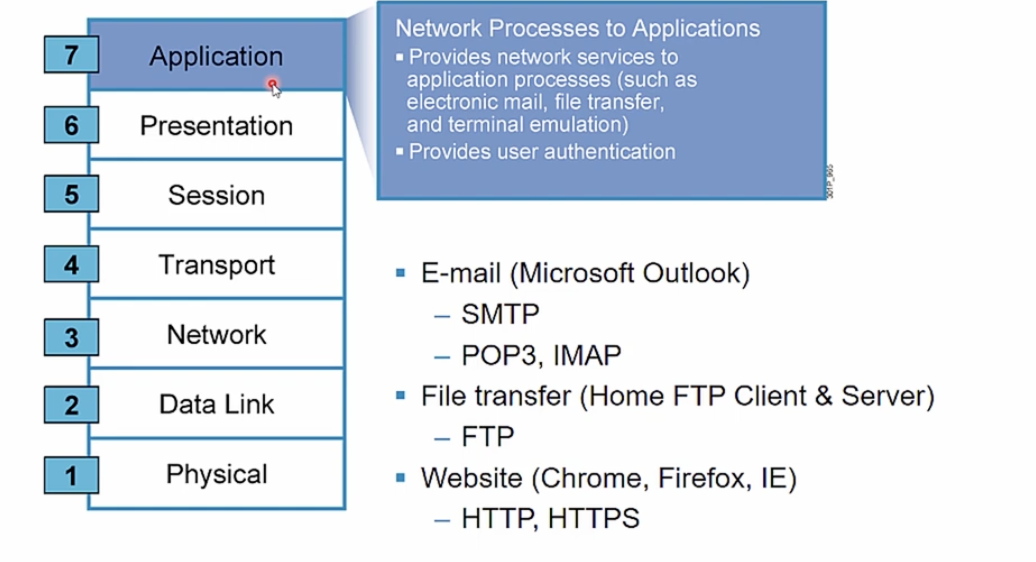 7 Application
6 Presentation
5 Session
4 Transport
3 Network
2 Data Link
1 Physical
Network Processes to Applications
▪ Provides network services to
application processes (such as
electronic mail, file transfer,
and terminal emulation)
▪ Provides user authentication
▪ E-mail (Microsoft Outlook)
– SMTP
– POP3, IMAP
▪ File transfer (Home FTP Client & Server)
– FTP
▪ Website (Chrome, Firefox, IE)
– HTTP, HTTPS